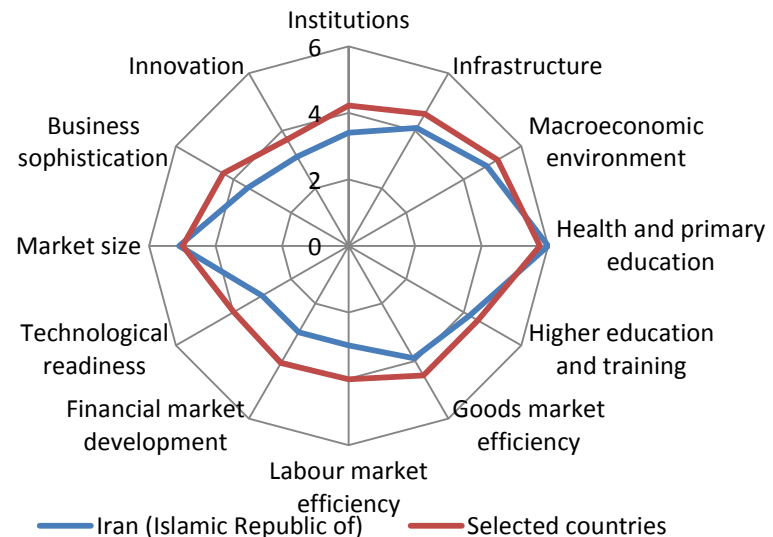 Institutions
6
Innovation
Infrastructure
4
Business
sophistication
Macroeconomic
environment
2
Market size
0
Health and primary
education
Technological
readiness
Higher education
and training
Financial market
development
Goods market
efficiency
Labour market
efficiency
Iran (Islamic Republic of)
Selected countries